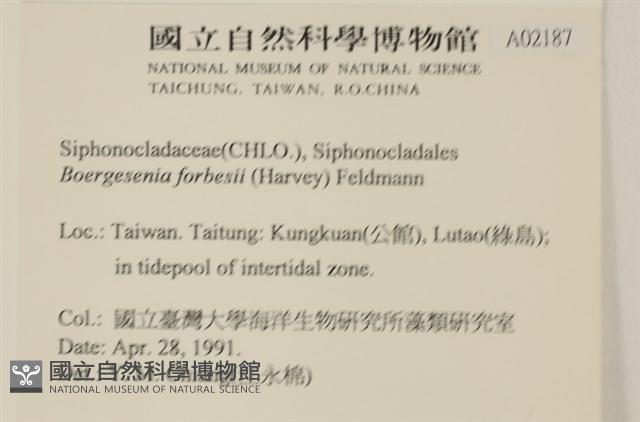 國立自然科學博物館 A02187
NATIONAL MUSEUM OF NATURAL SCIENCE
TAICHUNG, TAIWAN, R.O.CHINA
Siphonocladaceae(CHLO.), Siphonocladales
Boergesenia forbesii (Harvey) Feldmann
Loc.: Taiwan. Taitung: Kungkuan(公館), Lutao(綠島);
in tidepool of intertidal zone.
Col.: 國立臺灣大學海洋生物研究所藻類研究室
Date: Apr. 28, 1991.
永棉)
國立自然科學博物館
NATIONAL MUSEUM OF NATURAL SCIENCE